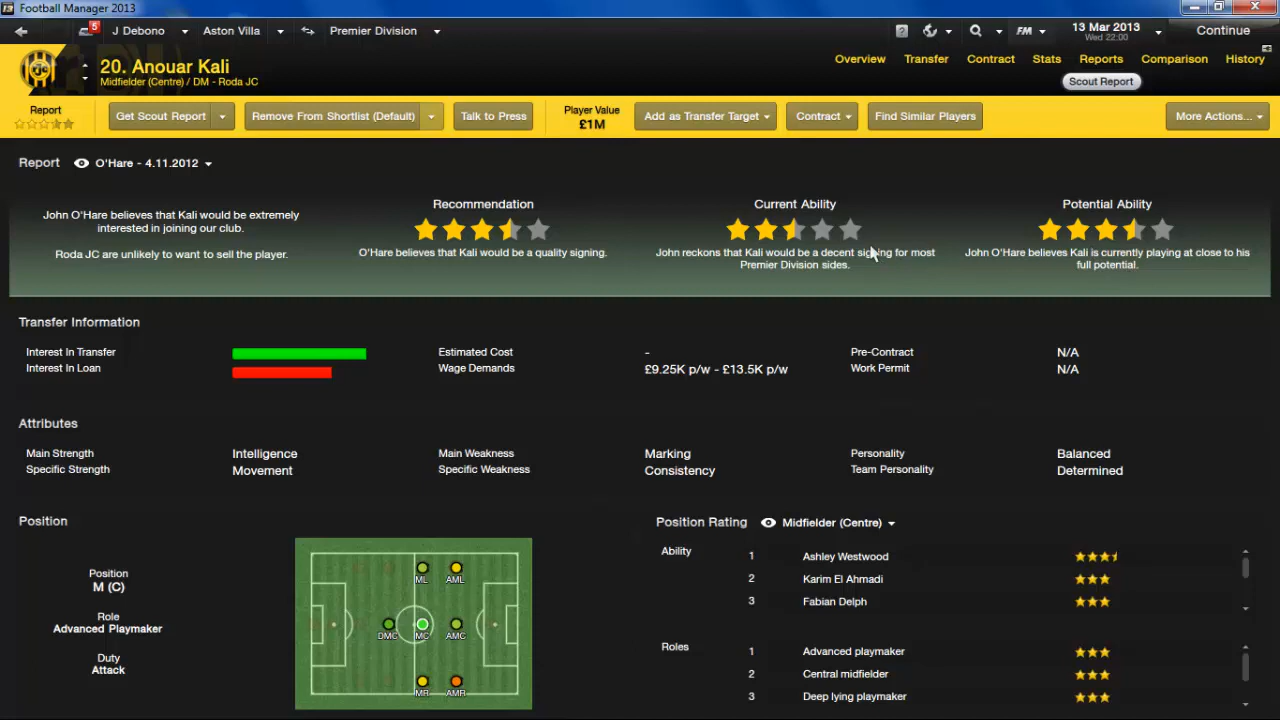 Football Manager 2013
5
J Debono
Aston Villa
Premier Division
FM
13 Mar 2013
Wed 22:00
Continue
20. Anouar Kali
Midfielder (Centre) / DM - Roda JC
Overview
Transfer
Contract
Stats
Reports
Comparison
History
Scout Report
Report
Get Scout Report
Remove From Shortlist (Default)
Talk to Press
Player Value
£1M
Add as Transfer Target
Contract
Find Similar Players
More Actions...
Report
O'Hare - 4.11.2012
John O'Hare believes that Kali would be extremely
interested in joining our club.
Roda JC are unlikely to want to sell the player.
Recommendation
O'Hare believes that Kali would be a quality signing.
Current Ability
John reckons that Kali would be a decent signing for most
Premier Division sides.
Potential Ability
John O'Hare believes Kali is currently playing at close to his
full potential.
Transfer Information
Interest In Transfer
Interest In Loan
Estimated Cost
-
Wage Demands
£9.25K p/w - £13.5K p/w
Pre-Contract
N/A
Work Permit
N/A
Attributes
Main Strength
Intelligence
Specific Strength
Movement
Main Weakness
Marking
Specific Weakness
Consistency
Personality
Balanced
Team Personality
Determined
Position
Position
M (C)
Role
Advanced Playmaker
Duty
Attack
ML
AML
DMC
MC
AMC
MR
AMR
Position Rating
Midfielder (Centre)
Ability
1
Ashley Westwood
2
Karim El Ahmadi
3
Fabian Delph
Roles
1
Advanced playmaker
2
Central midfielder
3
Deep lying playmaker